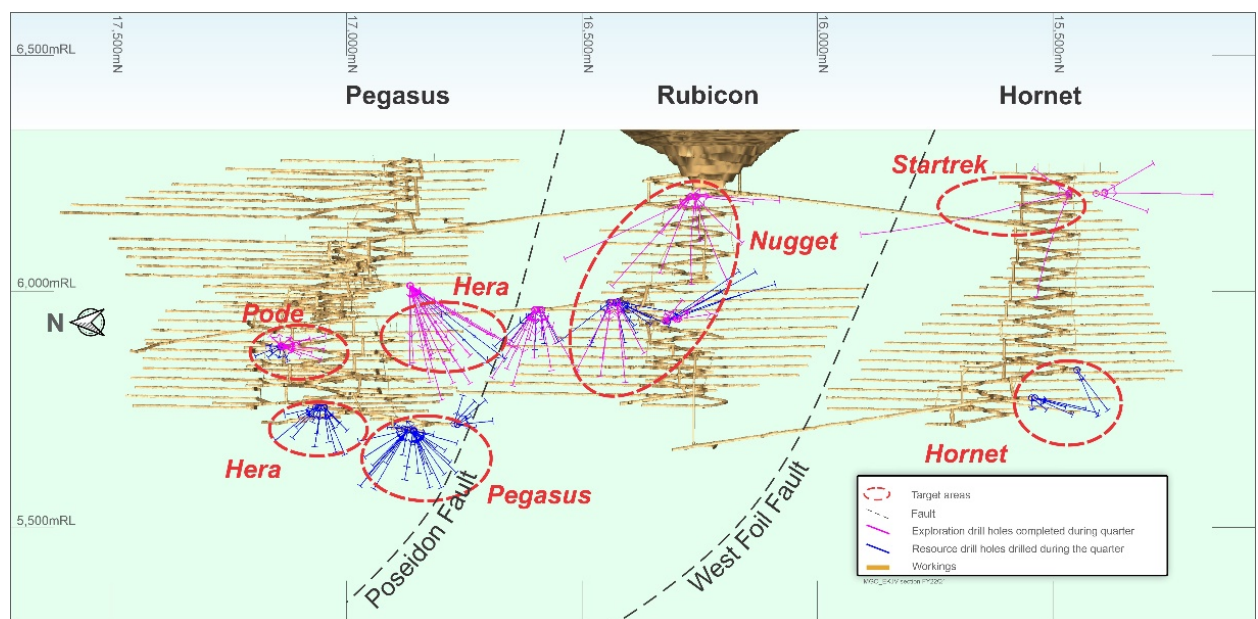 17,500mN
17,000mN
16,500mN
16,000mN
15,500mN
6,500mRL
Pegasus
Rubicon
Hornet
Startrek
Nugget
6,000mRL
Hera
Pode
N
Hera
Pegasus
Hornet
5,500mRL
Poseidon Fault
West Foil Fault
Target areas
Fault
Exploration drill holes completed during quarter
Resource drill holes drilled during the quarter
Workings